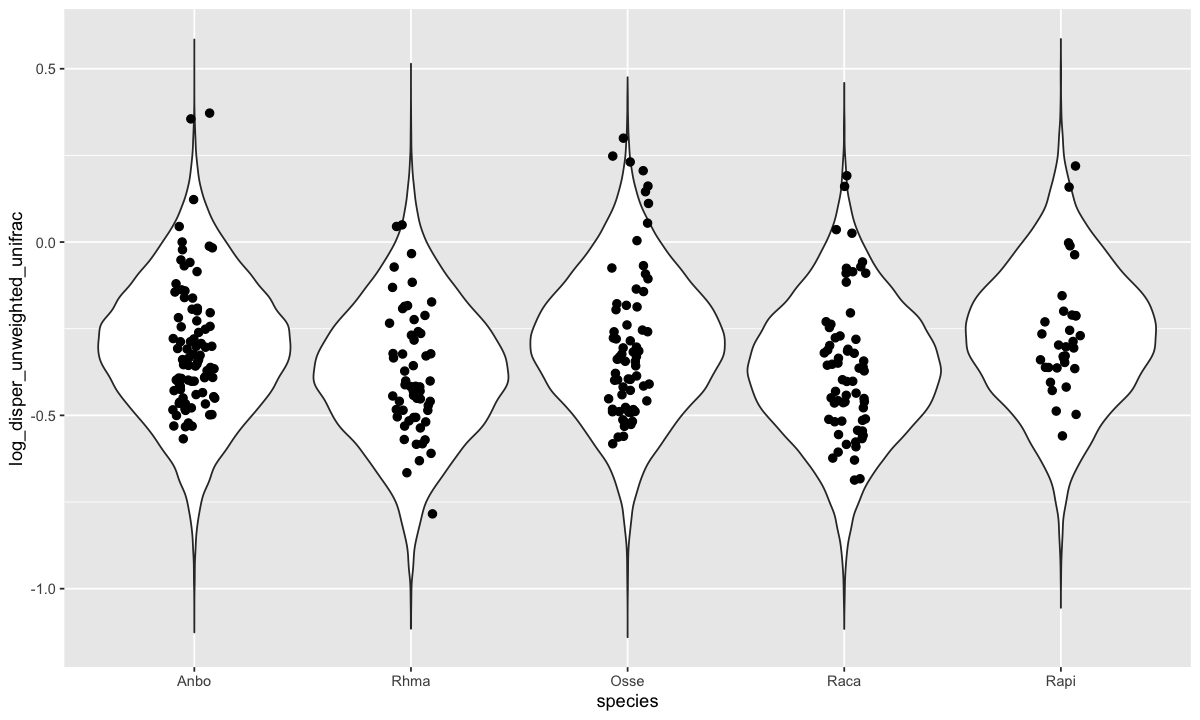 log_disper_unweighted_unifrac
0.5
0.0
-0.5
-1.0
Anbo Rhma Osse Raca Rapi
species